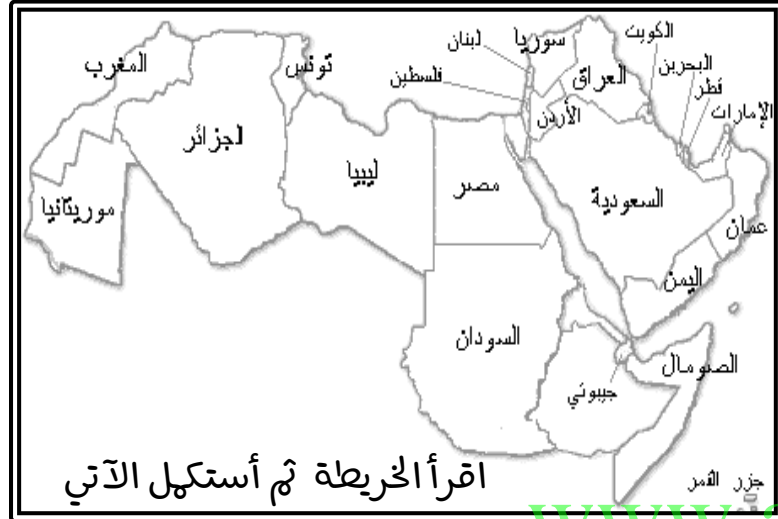 الكويت
لبنان
سوريا
البحرين
المغرب
تونس
فلسطين
العراق
قطر
الأردن
الإمارات
الجزائر
ليبيا
مصر
السعودية
موريتانيا
عمان
اليمن
السودان
الصومال
جيبوتي
جزر القمر
اقرأ الخريطة ثم أستكمل الآتي